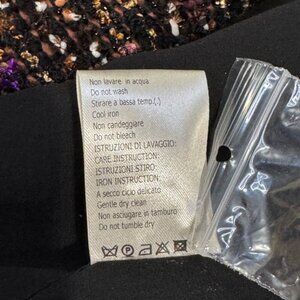 Non lavare in acqua.
Do not wash
Stirare a bassa temp.(.)
Cool iron
Non candeggiare
Do not bleach
ISTRUZIONI DI LAVAGGIO:
CARE INSTRUCTION:
ISTRUZIONI STIRO
IRON INSTRUCTION:
A secco ciclo delicato
Gentle dry clean
Non asciugare in tamburo
Do not tumble dry